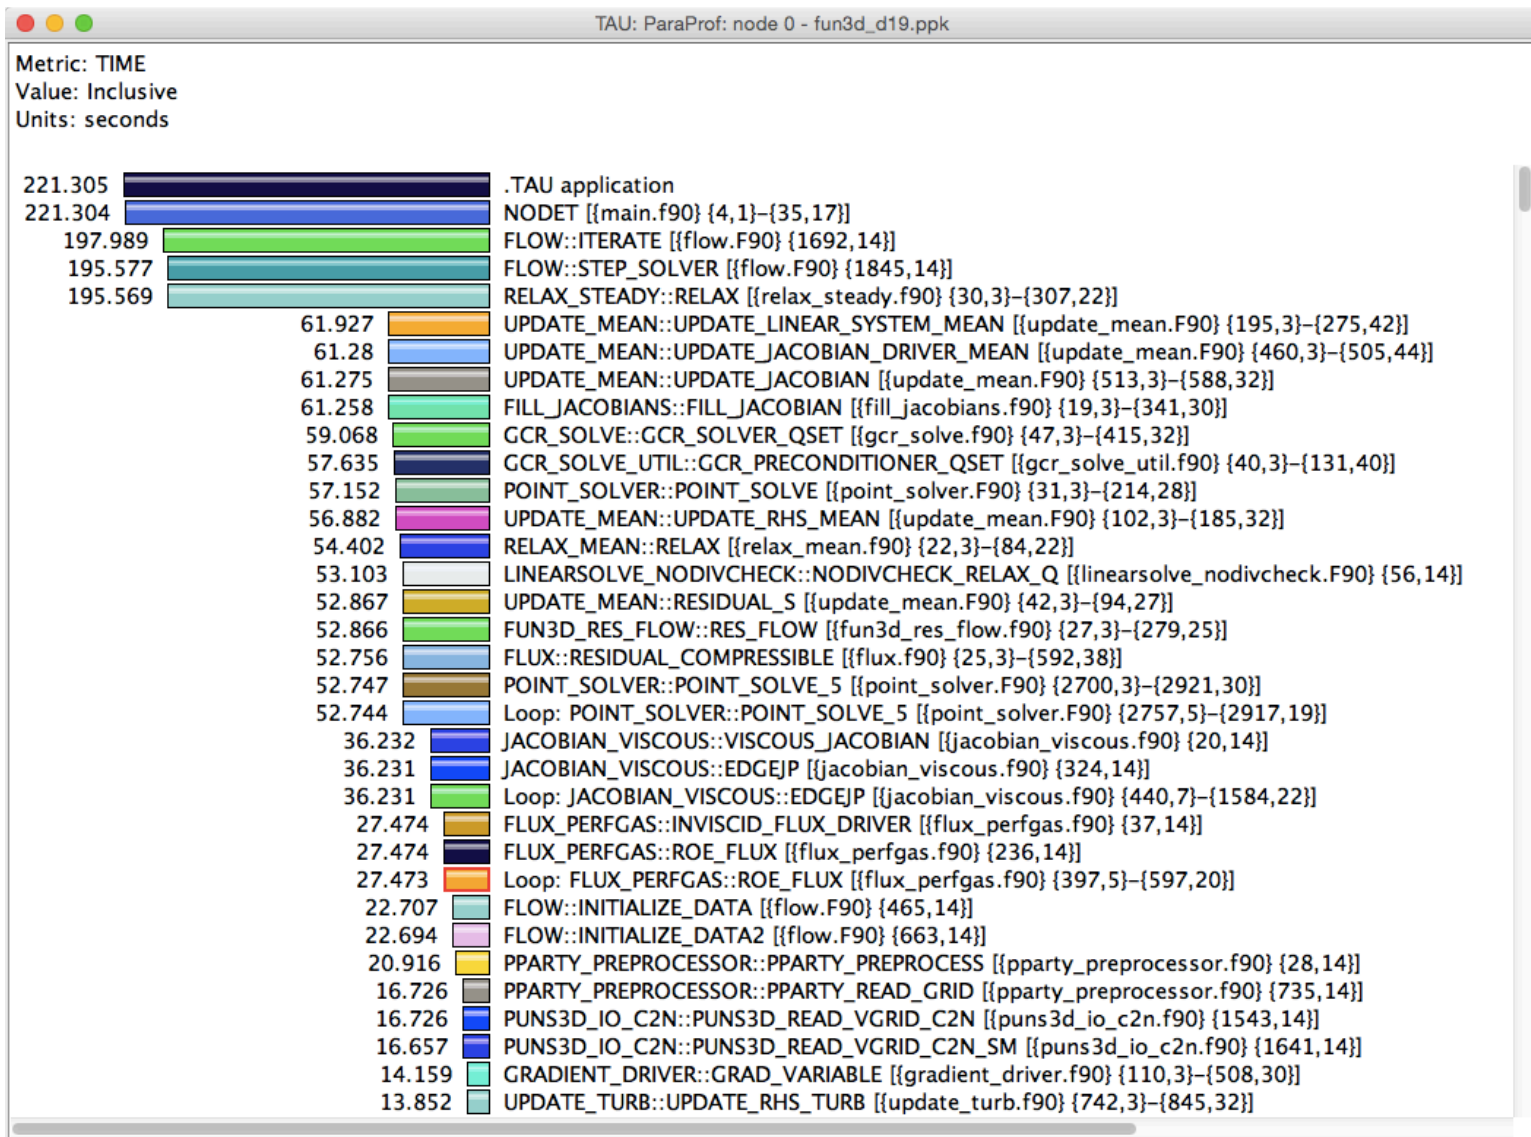 TAU: ParaProf: node 0 - fun3d_d19.ppk
Metric: TIME
Value: Inclusive
Units: seconds
221.305 .TAU application
221.304 NODET [{main.f90} {4,1}–{35,17}]
197.989 FLOW::ITERATE [{flow.F90} {1692,14}]
195.577 FLOW::STEP_SOLVER [{flow.F90} {1845,14}]
195.569 RELAX_STEADY::RELAX [{relax_steady.f90} {30,3}–{307,22}]
61.927 UPDATE_MEAN::UPDATE_LINEAR_SYSTEM_MEAN [{update_mean.F90} {195,3}–{275,42}]
61.28 UPDATE_MEAN::UPDATE_JACOBIAN_DRIVER_MEAN [{update_mean.F90} {460,3}–{505,44}]
61.275 UPDATE_MEAN::UPDATE_JACOBIAN [{update_mean.F90} {513,3}–{588,32}]
61.258 FILL_JACOBIANS::FILL_JACOBIAN [{fill_jacobians.f90} {19,3}–{341,30}]
59.068 GCR_SOLVE::GCR_SOLVER_QSET [{gcr_solve.f90} {47,3}–{415,32}]
57.635 GCR_SOLVE_UTIL::GCR_PRECONDITIONER_QSET [{gcr_solve_util.f90} {40,3}–{131,40}]
57.152 POINT_SOLVER::POINT_SOLVE [{point_solver.F90} {31,3}–{214,28}]
56.882 UPDATE_MEAN::UPDATE_RHS_MEAN [{update_mean.F90} {102,3}–{185,32}]
54.402 RELAX_MEAN::RELAX [{relax_mean.f90} {22,3}–{84,22}]
53.103 LINEARSOLVE_NODIVCHECK::NODIVCHECK_RELAX_Q [{linearsolve_nodivcheck.F90} {56,14}]
52.867 UPDATE_MEAN::RESIDUAL_S [{update_mean.F90} {42,3}–{94,27}]
52.866 FUN3D_RES_FLOW::RES_FLOW [{fun3d_res_flow.f90} {27,3}–{279,25}]
52.756 FLUX::RESIDUAL_COMPRESSIBLE [{flux.f90} {25,3}–{592,38}]
52.747 POINT_SOLVER::POINT_SOLVE_5 [{point_solver.F90} {2700,3}–{2921,30}]
52.744 Loop: POINT_SOLVER::POINT_SOLVE_5 [{point_solver.F90} {2757,5}–{2917,19}]
36.232 JACOBIAN_VISCOUS::VISCOUS_JACOBIAN [{jacobian_viscous.f90} {20,14}]
36.231 JACOBIAN_VISCOUS::EDGEJP [{jacobian_viscous.f90} {324,14}]
36.231 Loop: JACOBIAN_VISCOUS::EDGEJP [{jacobian_viscous.f90} {440,7}–{1584,22}]
27.474 FLUX_PERFGAS::INVISCID_FLUX_DRIVER [{flux_perfgas.f90} {37,14}]
27.474 FLUX_PERFGAS::ROE_FLUX [{flux_perfgas.f90} {236,14}]
27.473 Loop: FLUX_PERFGAS::ROE_FLUX [{flux_perfgas.f90} {397,5}–{597,20}]
22.707 FLOW::INITIALIZE_DATA [{flow.F90} {465,14}]
22.694 FLOW::INITIALIZE_DATA2 [{flow.F90} {663,14}]
20.916 PPARTY_PREPROCESSOR::PPARTY_PREPROCESS [{pparty_preprocessor.f90} {28,14}]
16.726 PPARTY_PREPROCESSOR::PPARTY_READ_GRID [{pparty_preprocessor.f90} {735,14}]
16.726 PUNS3D_IO_C2N::PUNS3D_READ_VGRID_C2N [{puns3d_io_c2n.f90} {1543,14}]
16.657 PUNS3D_IO_C2N::PUNS3D_READ_VGRID_C2N_SM [{puns3d_io_c2n.f90} {1641,14}]
14.159 GRADIENT_DRIVER::GRAD_VARIABLE [{gradient_driver.f90} {110,3}–{508,30}]
13.852 UPDATE_TURB::UPDATE_RHS_TURB [{update_turb.f90} {742,3}–{845,32}]